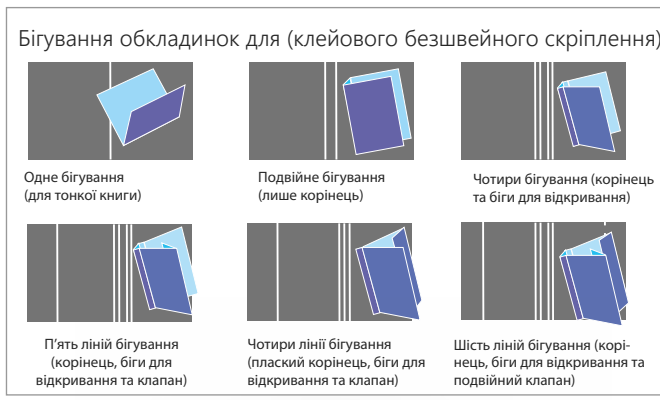 Бігування обкладинок для (клейового безшвейного скріплення)
Одне бігування
(для тонкої книги)
Подвійне бігування
(лише корінець)
Чотири бігування (корінець
та біги для відкривання)
П'ять ліній бігування
(корінець, біги для
відкривання та клапан)
Чотири лінії бігування
(плаский корінець, біги для
відкривання та клапан)
Шість ліній бігування (корі-
нець, біги для відкривання та
подвійний клапан)